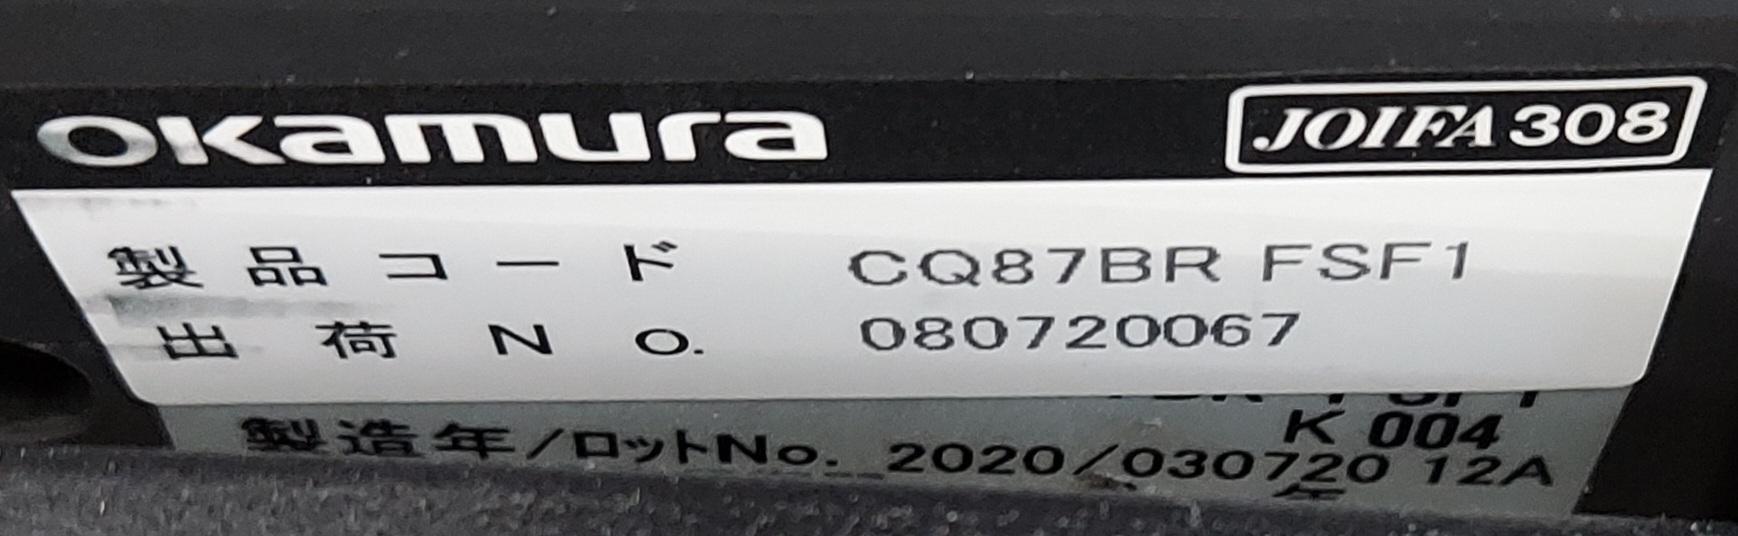 okamura
JOIFA 308
製品コード CQ87BR FSF1
出荷No. 080720067
K 004
製造年/ロットNo. 2020/030720 12A